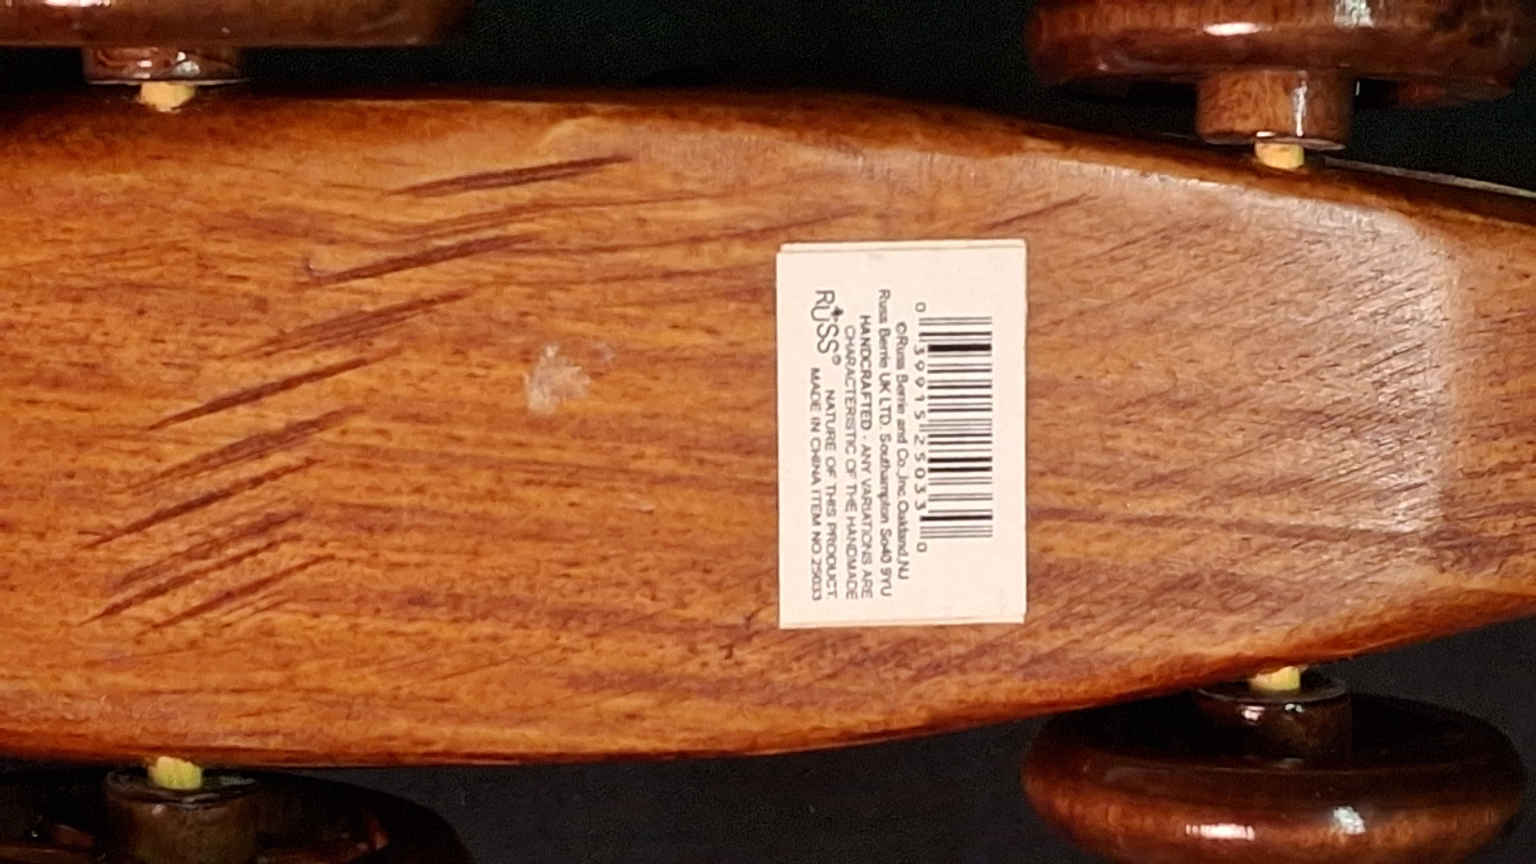 0 39915 25033 0
©Russ Berrie and Co.,Inc.Oakland,NJ
Russ Berrie UK LTD. Southampton So40 9YU
HANDCRAFTED - ANY VARIATIONS ARE
CHARACTERISTIC OF THE HANDMADE
NATURE OF THIS PRODUCT.
RUSS® MADE IN CHINA ITEM NO.25033